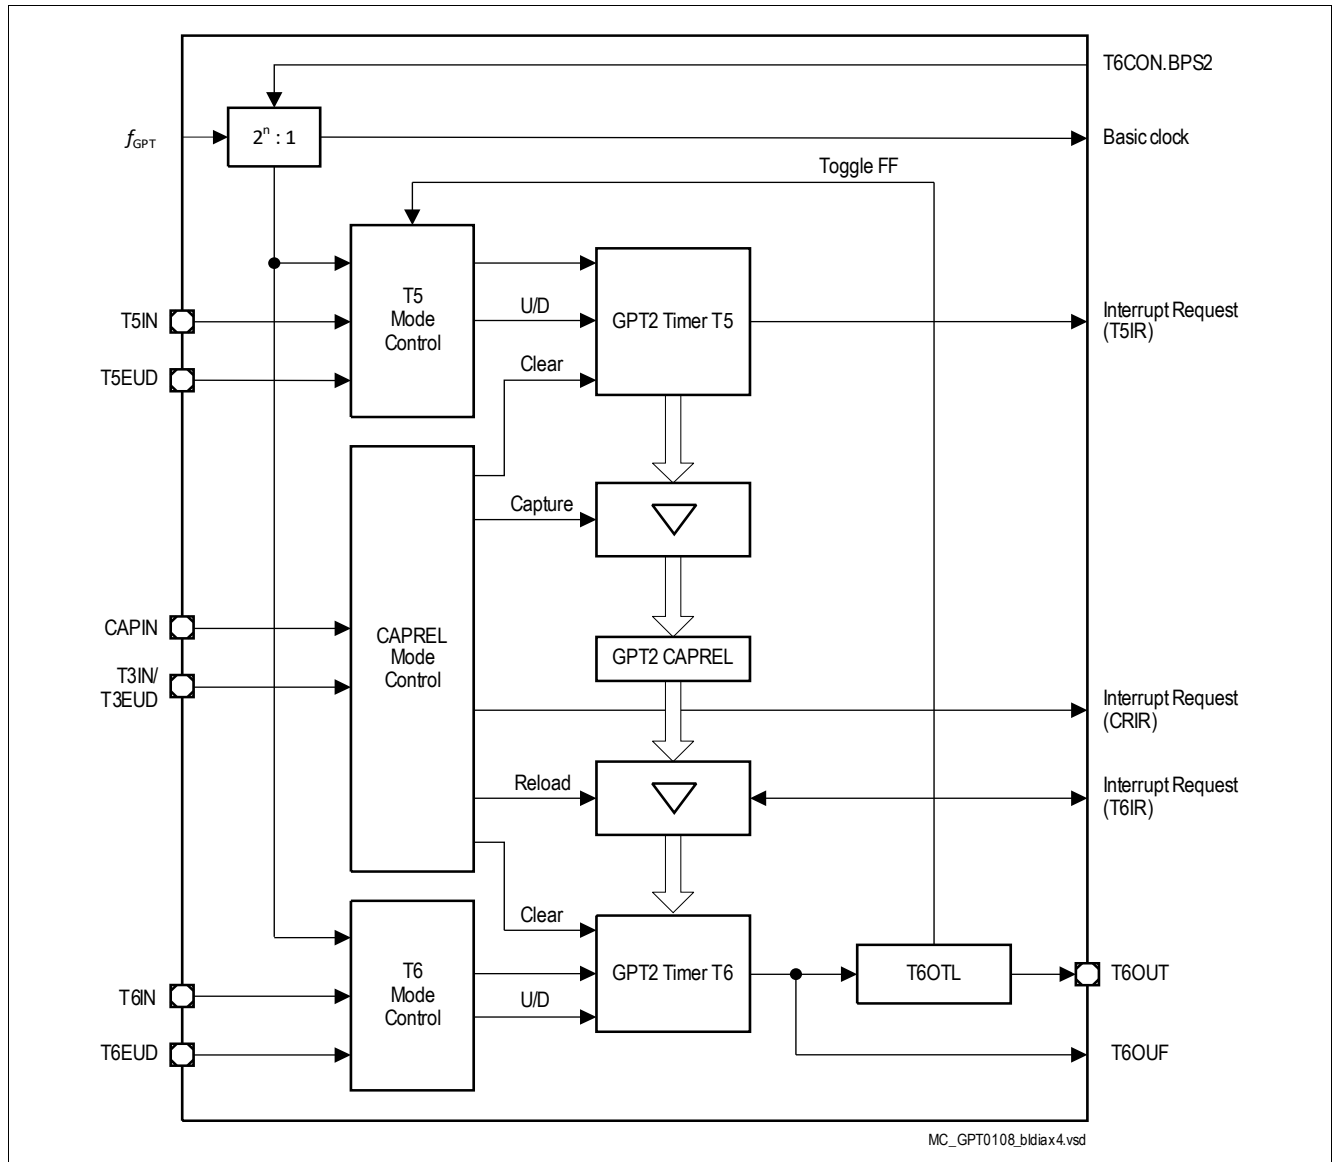 T6CON.BPS2
fGPT
2ⁿ : 1
Basic clock
Toggle FF
T5
Mode
Control
U/D
GPT2 Timer T5
T5IN
Interrupt Request
(T5IR)
T5EUD
Clear
Capture
CAPIN
T3IN/
T3EUD
CAPREL
Mode
Control
GPT2 CAPREL
Interrupt Request
(CRIR)
Reload
Interrupt Request
(T6IR)
Clear
T6
Mode
Control
U/D
GPT2 Timer T6
T6OTL
T6OUT
T6IN
T6EUD
T6OUF
MC_GPT0108_bldiax4.vsd